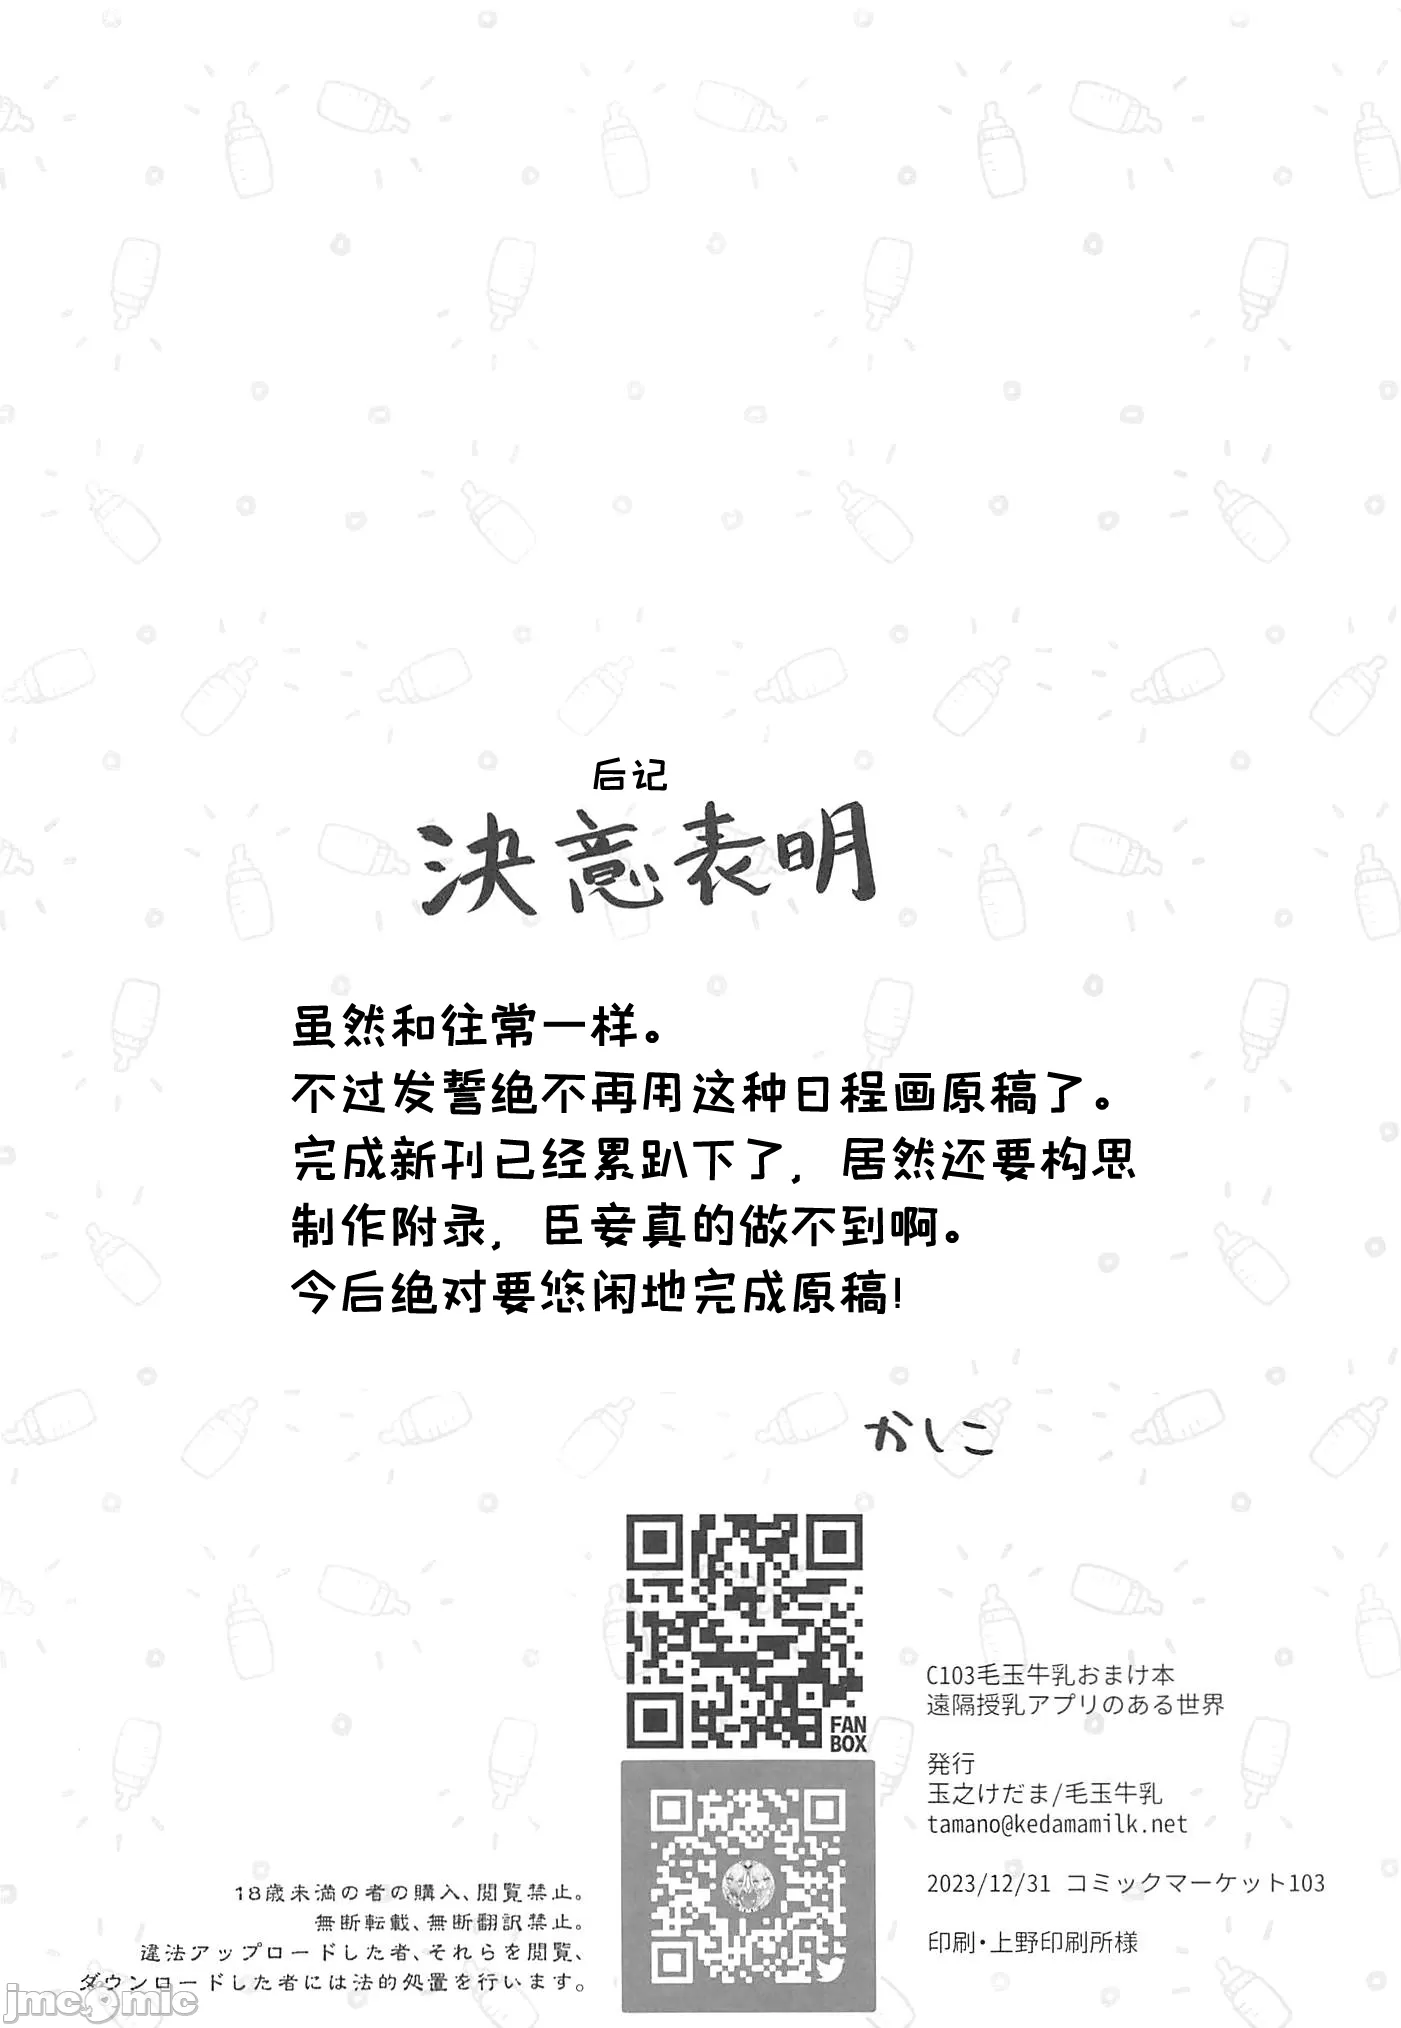 后记
決意表明
虽然和往常一样。
不过发誓绝不再用这种日程画原稿了。
完成新刊已经累趴下了，居然还要构思
制作附录，臣妾真的做不到啊。
今后绝对要悠闲地完成原稿！
かしこ
FAN
BOX
C103毛玉牛乳おまけ本
遠隔授乳アプリのある世界
発行
玉之けだま/毛玉牛乳
tamano@kedamamilk.net
2023/12/31 コミックマーケット103
印刷・上野印刷所様
18歳未満の者の購入、閲覧禁止。
無断転載、無断翻訳禁止。
違法アップロードした者、それらを閲覧、
ダウンロードした者には法的処置を行います。
jmcomic